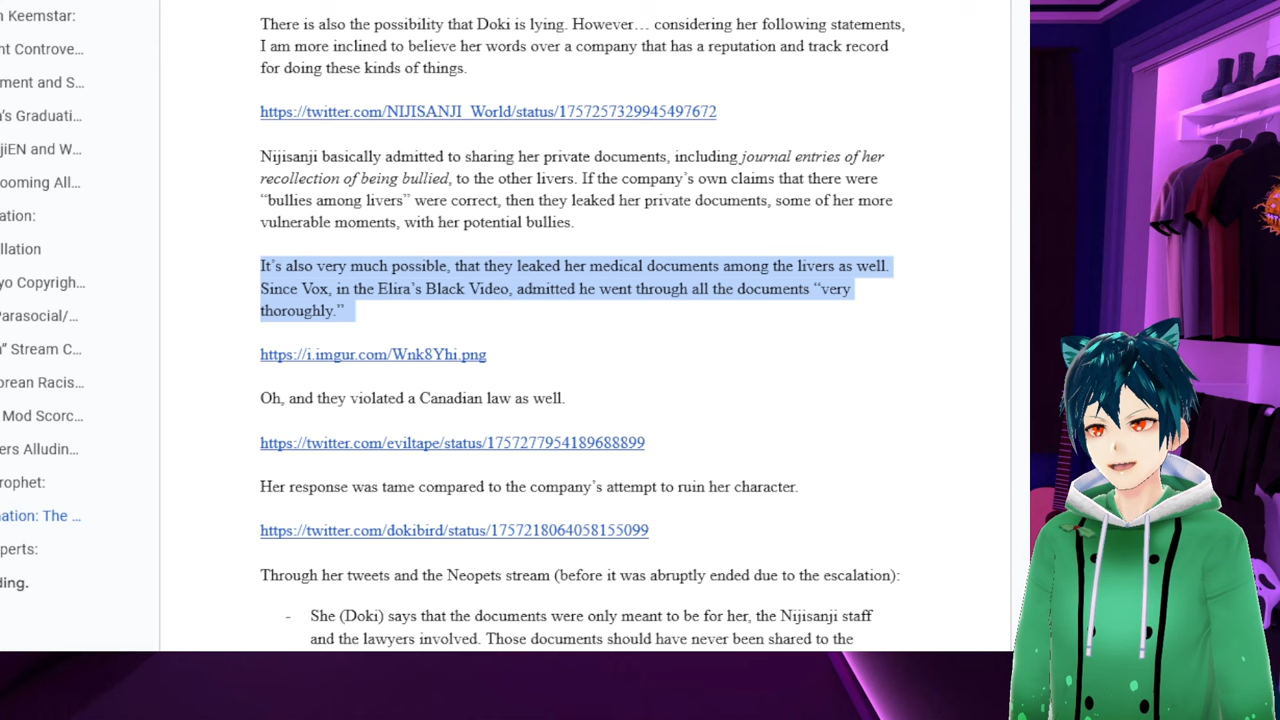 n Keemstar:
nt Controve...
ment and S...
a's Graduati...
jiEN and W...
ooming All...
ation:
llation
yo Copyrigh...
Parasocial/...
n" Stream C...
orean Racis...
Mod Scorc...
ers Alludin...
rophet:
nation: The ...
perts:
ding.
There is also the possibility that Doki is lying. However… considering her following statements,
I am more inclined to believe her words over a company that has a reputation and track record
for doing these kinds of things.
https://twitter.com/NIJISANJI_World/status/1757257329945497672
Nijisanji basically admitted to sharing her private documents, including journal entries of her
recollection of being bullied, to the other livers. If the company's own claims that there were
“bullies among livers” were correct, then they leaked her private documents, some of her more
vulnerable moments, with her potential bullies.
It's also very much possible, that they leaked her medical documents among the livers as well.
Since Vox, in the Elira's Black Video, admitted he went through all the documents “very
thoroughly.”
https://i.imgur.com/Wnk8Yhi.png
Oh, and they violated a Canadian law as well.
https://twitter.com/eviltape/status/1757277954189688899
Her response was tame compared to the company's attempt to ruin her character.
https://twitter.com/dokibird/status/1757218064058155099
Through her tweets and the Neopets stream (before it was abruptly ended due to the escalation):
- She (Doki) says that the documents were only meant to be for her, the Nijisanji staff
and the lawyers involved. Those documents should have never been shared to the